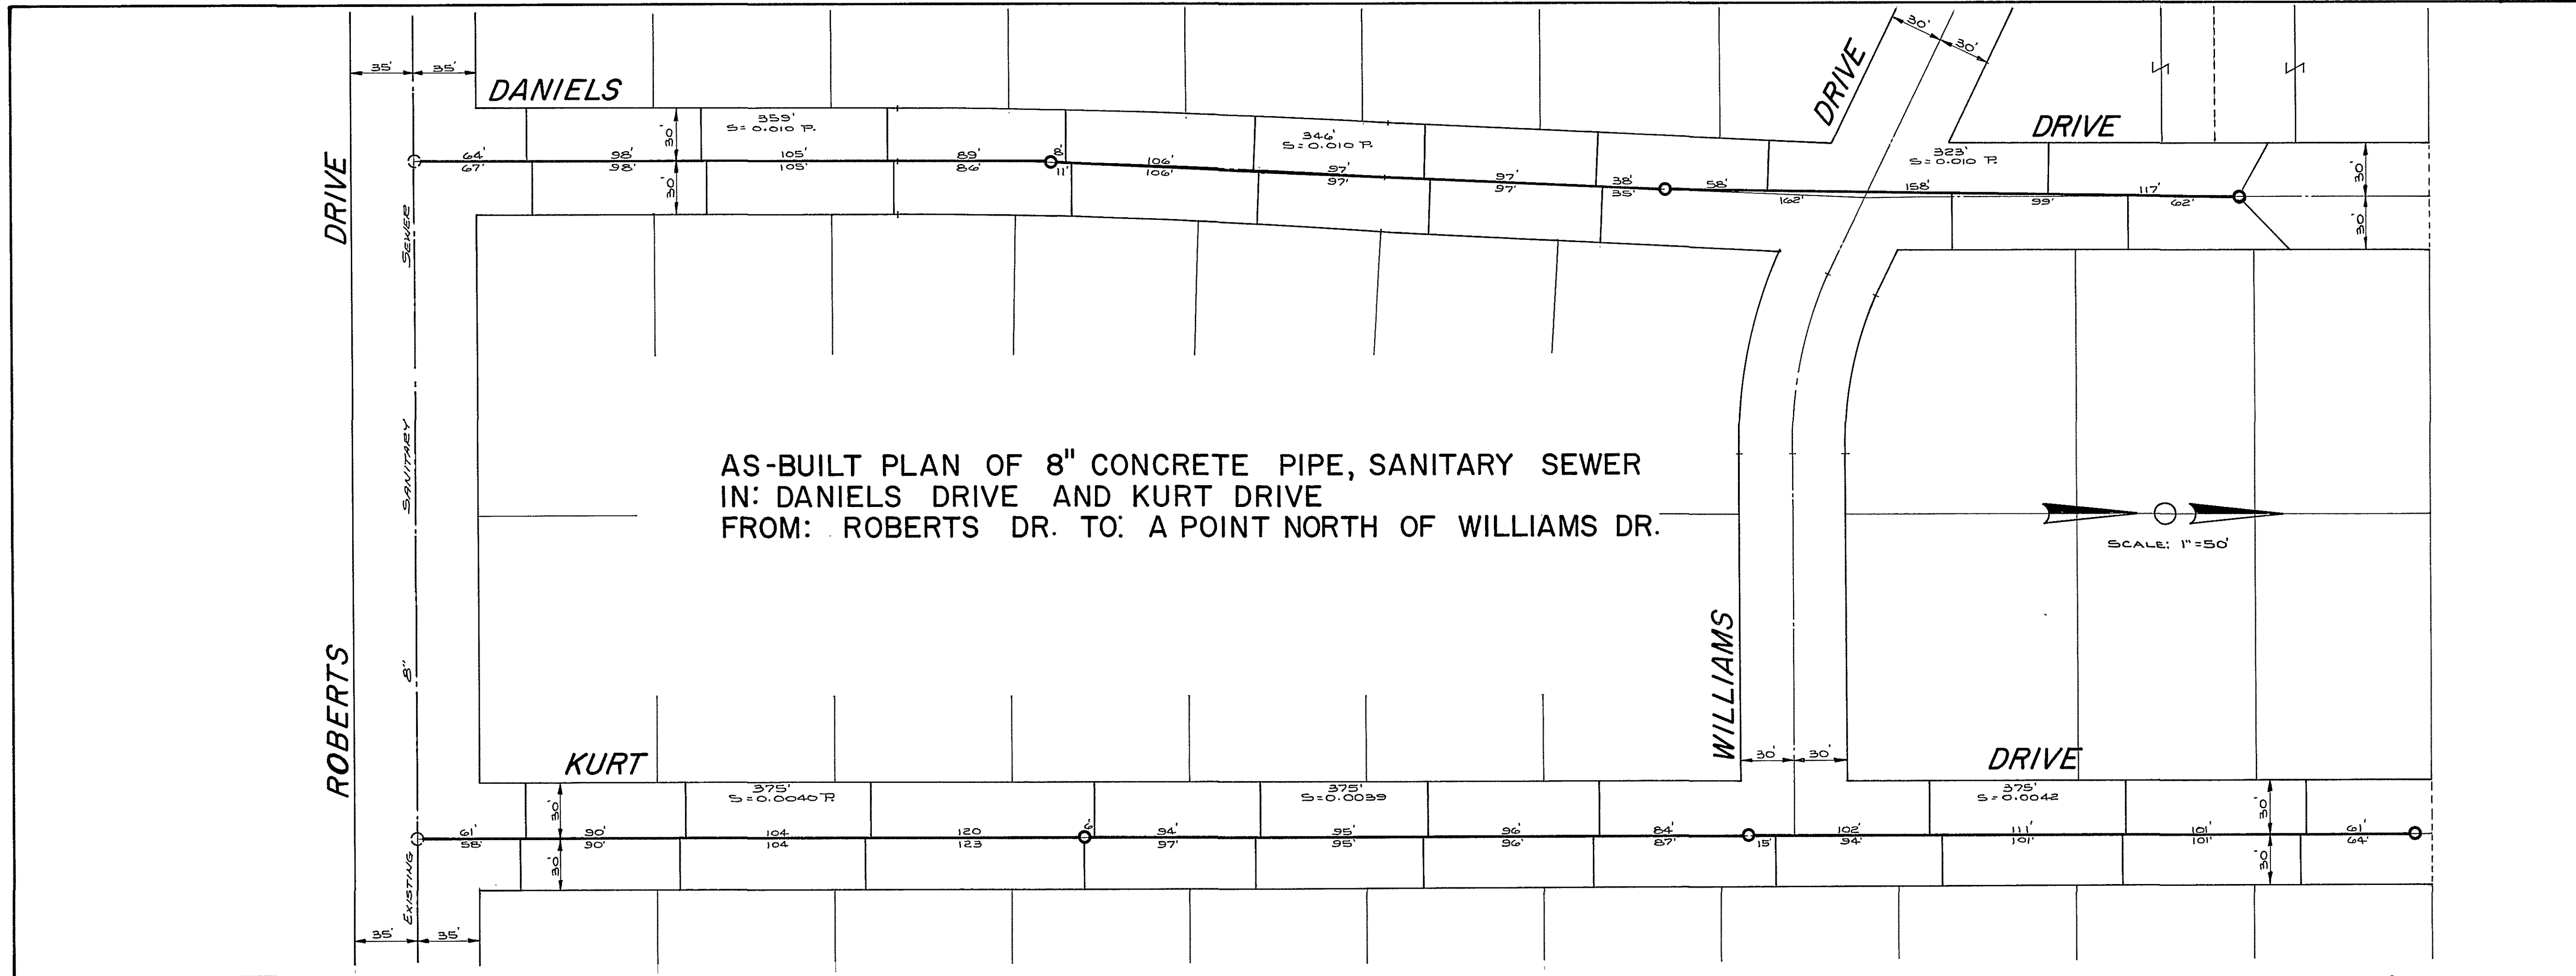 35' 35'
DANIELS
30' 30'
DRIVE
DRIVE
359'
S=0.010 P.
346'
S=0.010 P.
323'
S=0.010 P.
30'
64' 98' 105' 89' 8' 106' 97' 97' 38' 58' 158' 117'
67' 98' 105' 86' 11' 106' 97' 97' 35' 162' 99' 62'
30'
30'
30'
ROBERTS DRIVE
EXISTING 8" SANITARY SEWER
AS-BUILT PLAN OF 8" CONCRETE PIPE, SANITARY SEWER
IN: DANIELS DRIVE AND KURT DRIVE
FROM: ROBERTS DR. TO: A POINT NORTH OF WILLIAMS DR.
SCALE: 1"=50'
WILLIAMS
KURT
30' 30'
DRIVE
375'
S=0.0040 P.
375'
S=0.0039
375'
S=0.0042
30'
30'
61' 90' 104 120 6' 94' 95' 96' 84' 102' 111' 101' 61'
58' 90' 104 123 97' 95' 96' 87' 15' 94' 101' 101' 64'
30'
30'
35' 35'